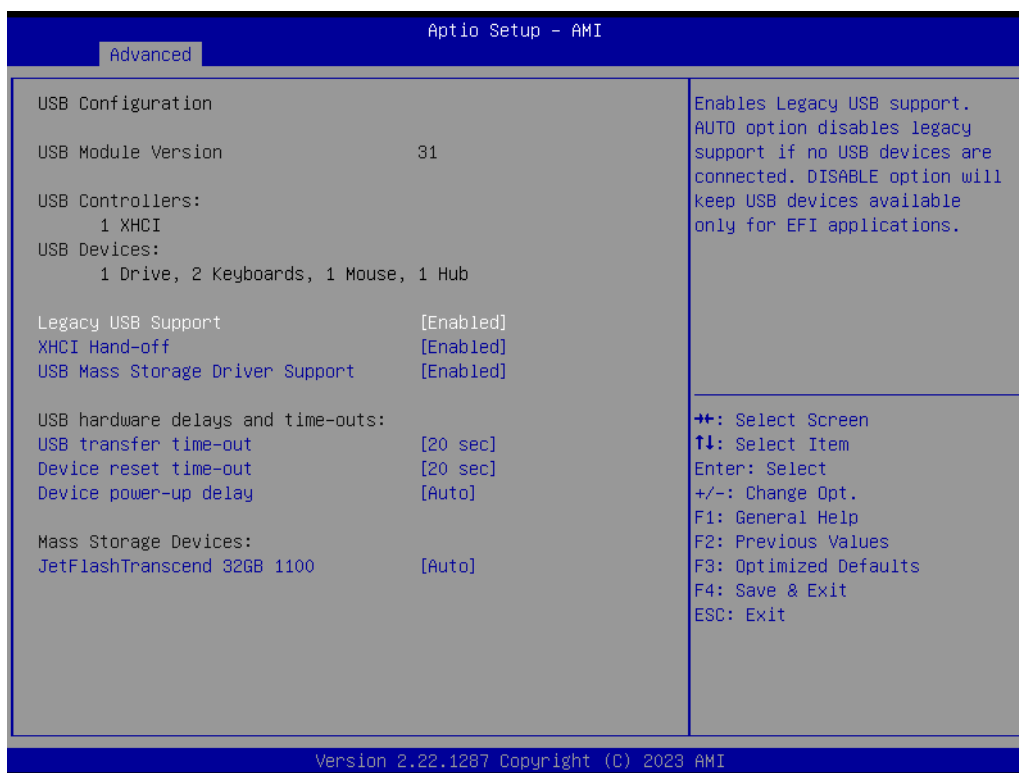 Aptio Setup – AMI
Advanced
USB Configuration
USB Module Version 31
USB Controllers:
1 XHCI
USB Devices:
1 Drive, 2 Keyboards, 1 Mouse, 1 Hub
Legacy USB Support [Enabled]
XHCI Hand-off [Enabled]
USB Mass Storage Driver Support [Enabled]
USB hardware delays and time-outs:
USB transfer time-out [20 sec]
Device reset time-out [20 sec]
Device power-up delay [Auto]
Mass Storage Devices:
JetFlashTranscend 32GB 1100 [Auto]
Enables Legacy USB support.
AUTO option disables legacy
support if no USB devices are
connected. DISABLE option will
keep USB devices available
only for EFI applications.
→←: Select Screen
↑↓: Select Item
Enter: Select
+/-: Change Opt.
F1: General Help
F2: Previous Values
F3: Optimized Defaults
F4: Save & Exit
ESC: Exit
Version 2.22.1287 Copyright (C) 2023 AMI